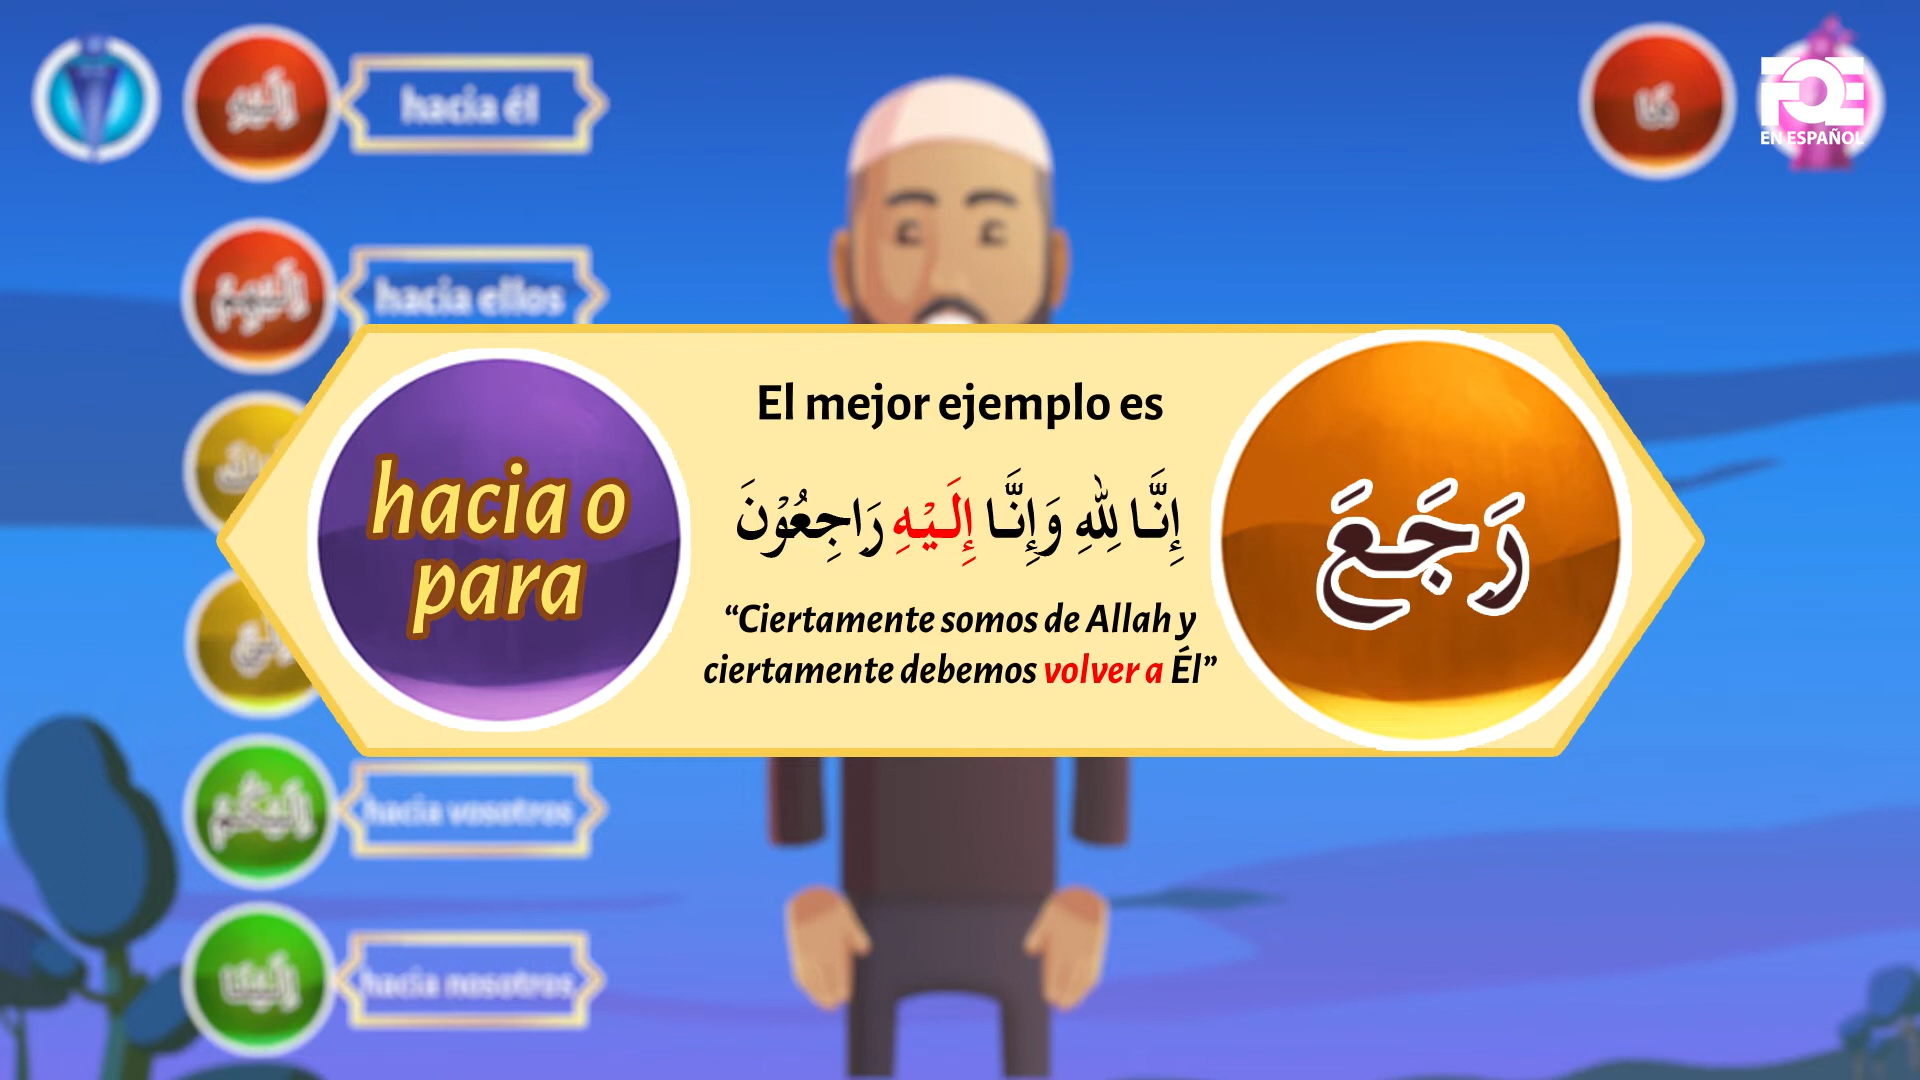 إِلَيْهِ
hacia él
EN ESPAÑOL
hacia ellos
El mejor ejemplo es
hacia o
para
إِنَّا لِلّٰهِ وَإِنَّا إِلَيْهِ رَاجِعُوْنَ
“Ciertamente somos de Allah y
ciertamente debemos volver a Él”
رَجَعَ
إِلَيْكُمْ
hacia vosotros
إِلَيْنَا
hacia nosotros